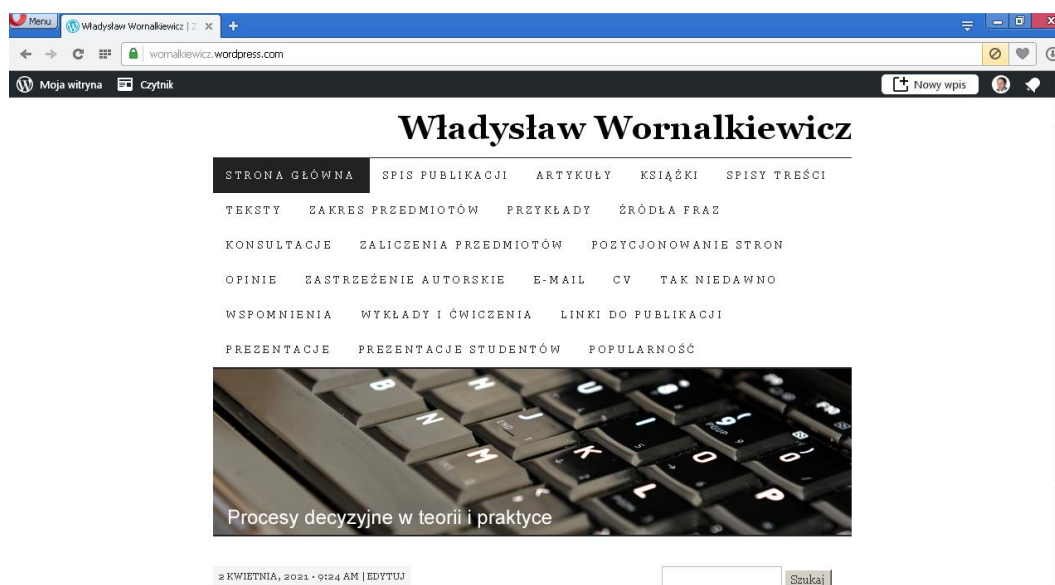 Menu Władysław Wornalkiewicz | Z
wornalkiewicz.wordpress.com
Moja witryna Czytnik Nowy wpis
Władysław Wornalkiewicz
STRONA GŁÓWNA SPIS PUBLIKACJI ARTYKUŁY KSIĄŻKI SPISY TREŚCI
TEKSTY ZAKRES PRZEDMIOTÓW PRZYKŁADY ŹRÓDŁA FRAZ
KONSULTACJE ZALICZENIA PRZEDMIOTÓW POZYCJONOWANIE STRON
OPINIE ZASTRZEŻENIE AUTORSKIE E-MAIL CV TAK NIEDAWNO
WSPOMNIENIA WYKŁADY I ĆWICZENIA LINKI DO PUBLIKACJI
PREZENTACJE PREZENTACJE STUDENTÓW POPULARNOŚĆ
B H U I 9
N J K O
M L P
Procesy decyzyjne w teorii i praktyce
2 KWIETNIA, 2021 · 9:24 AM | EDYTUJ Szukaj